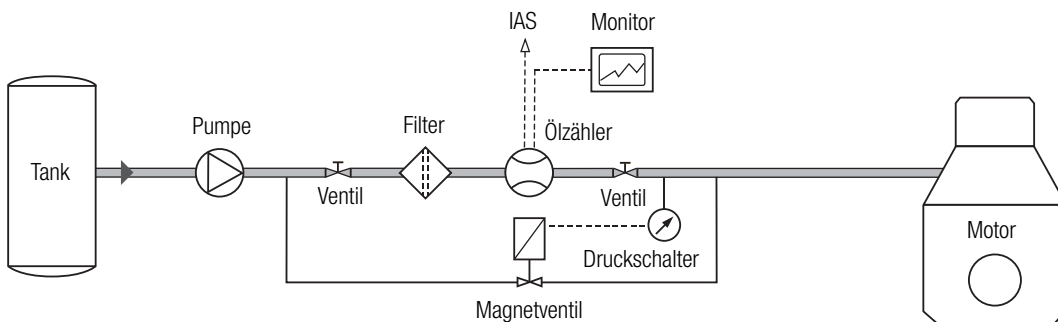 IAS
Monitor
Pumpe
Filter
Ölzähler
Tank
Ventil
Ventil
Motor
Druckschalter
Magnetventil